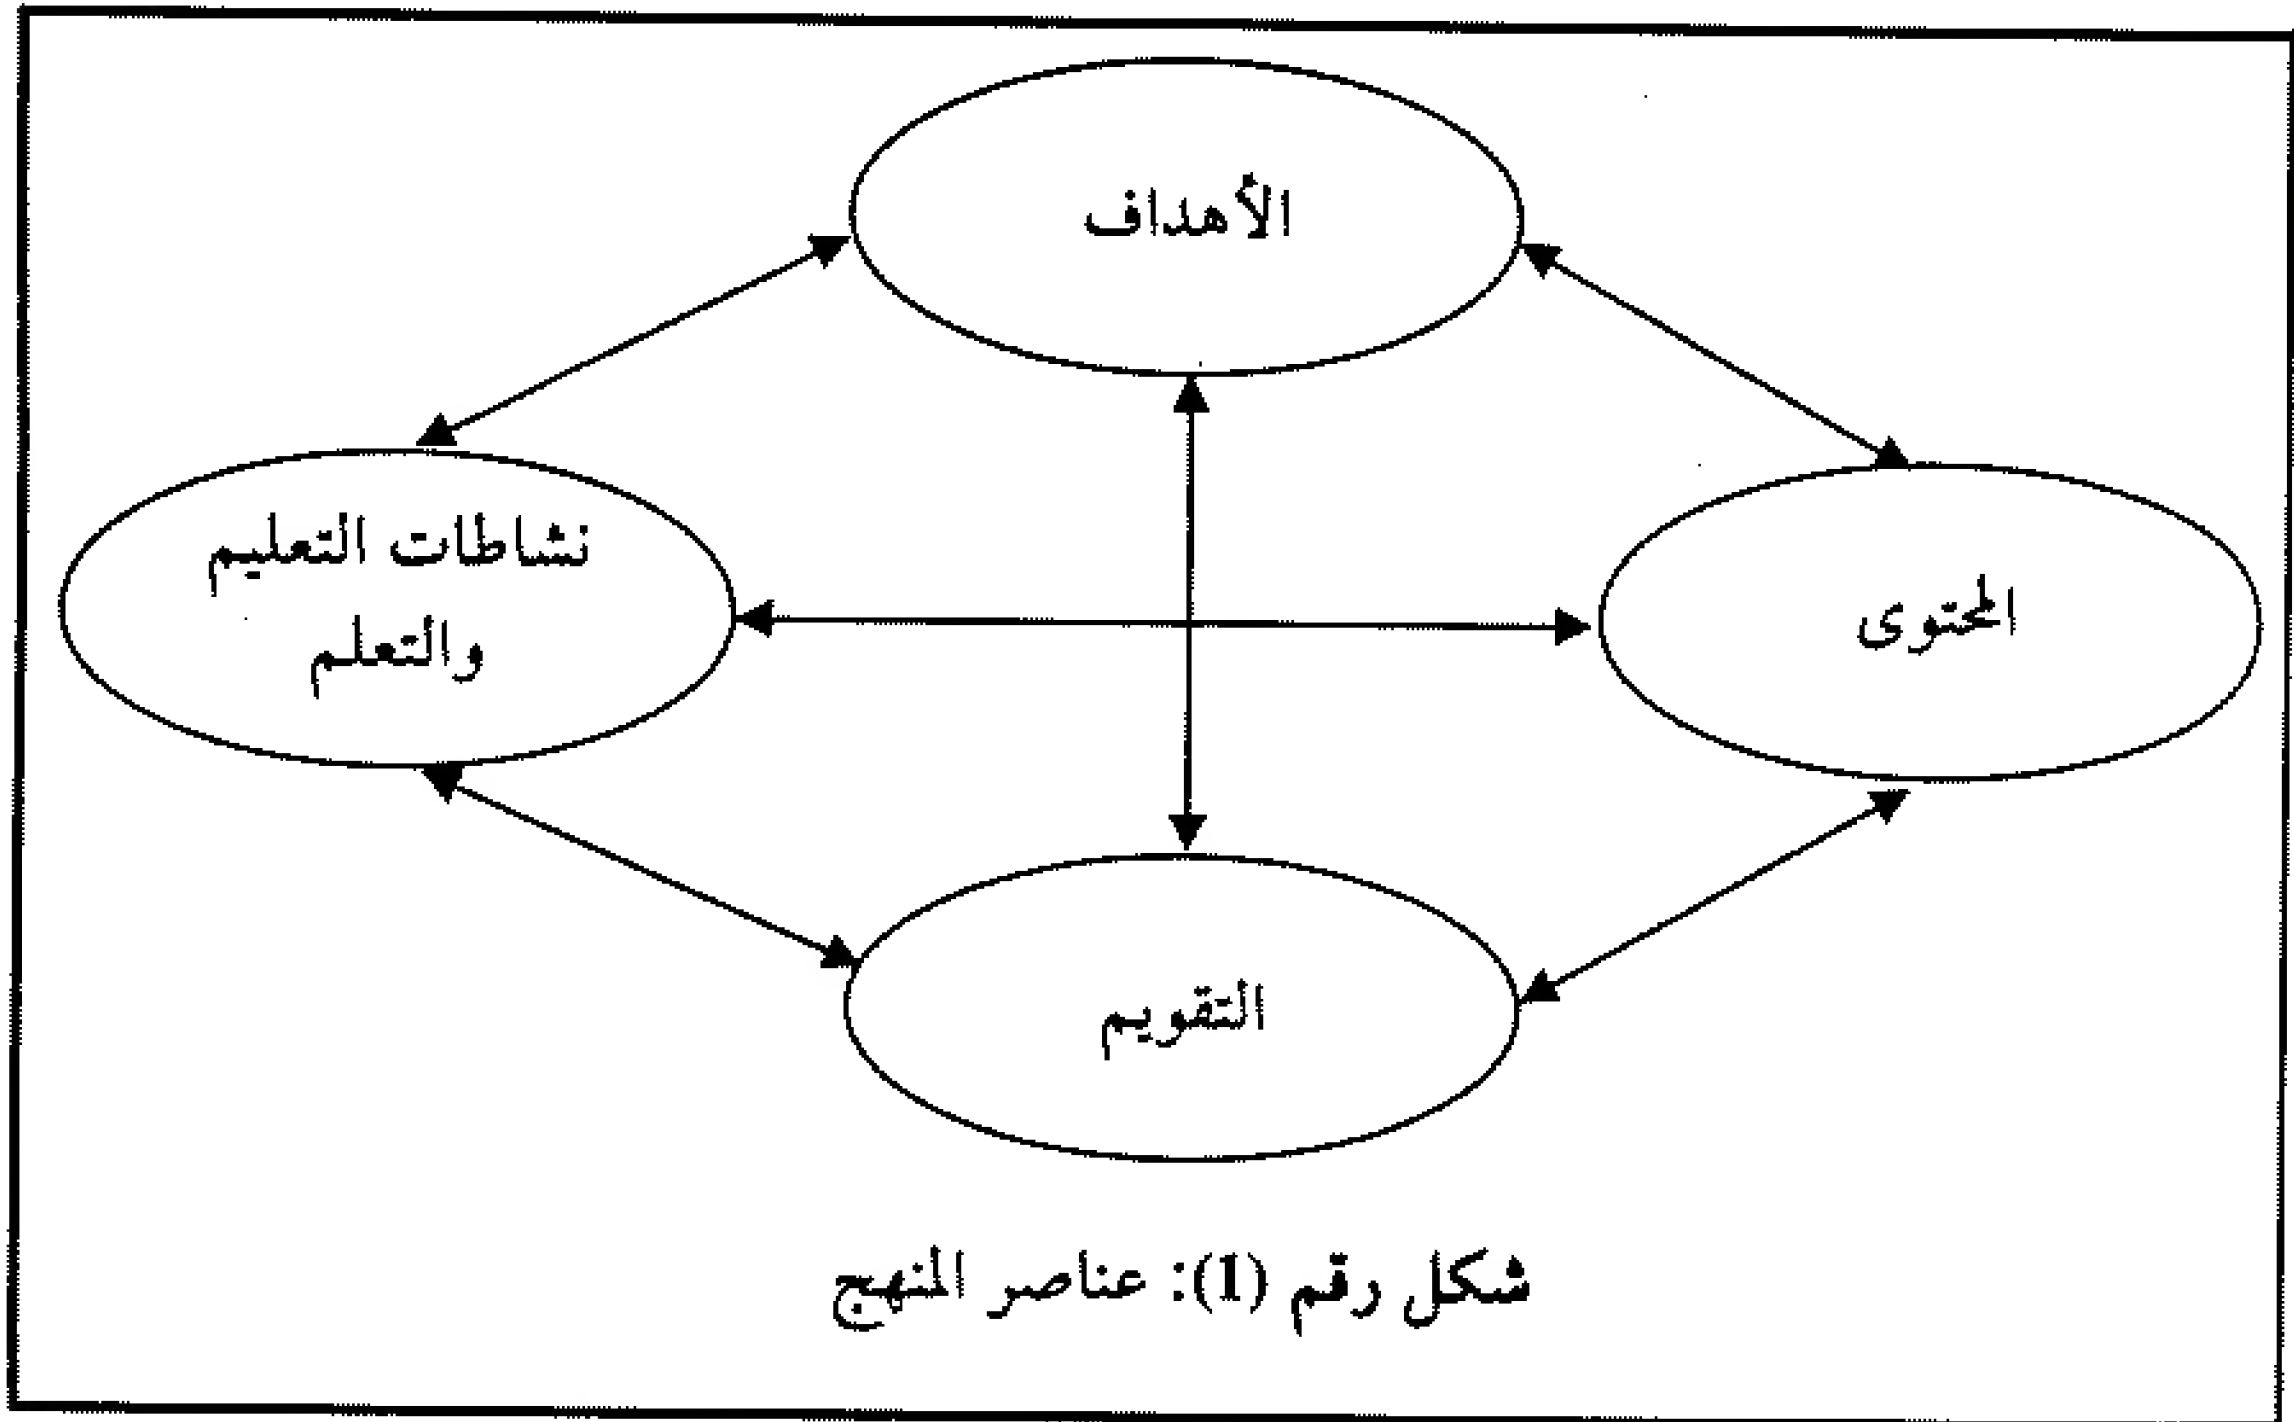 الأهداف
المحتوى
نشاطات التعليم
والتعلم
التقويم
شكل رقم (1): عناصر المنهج